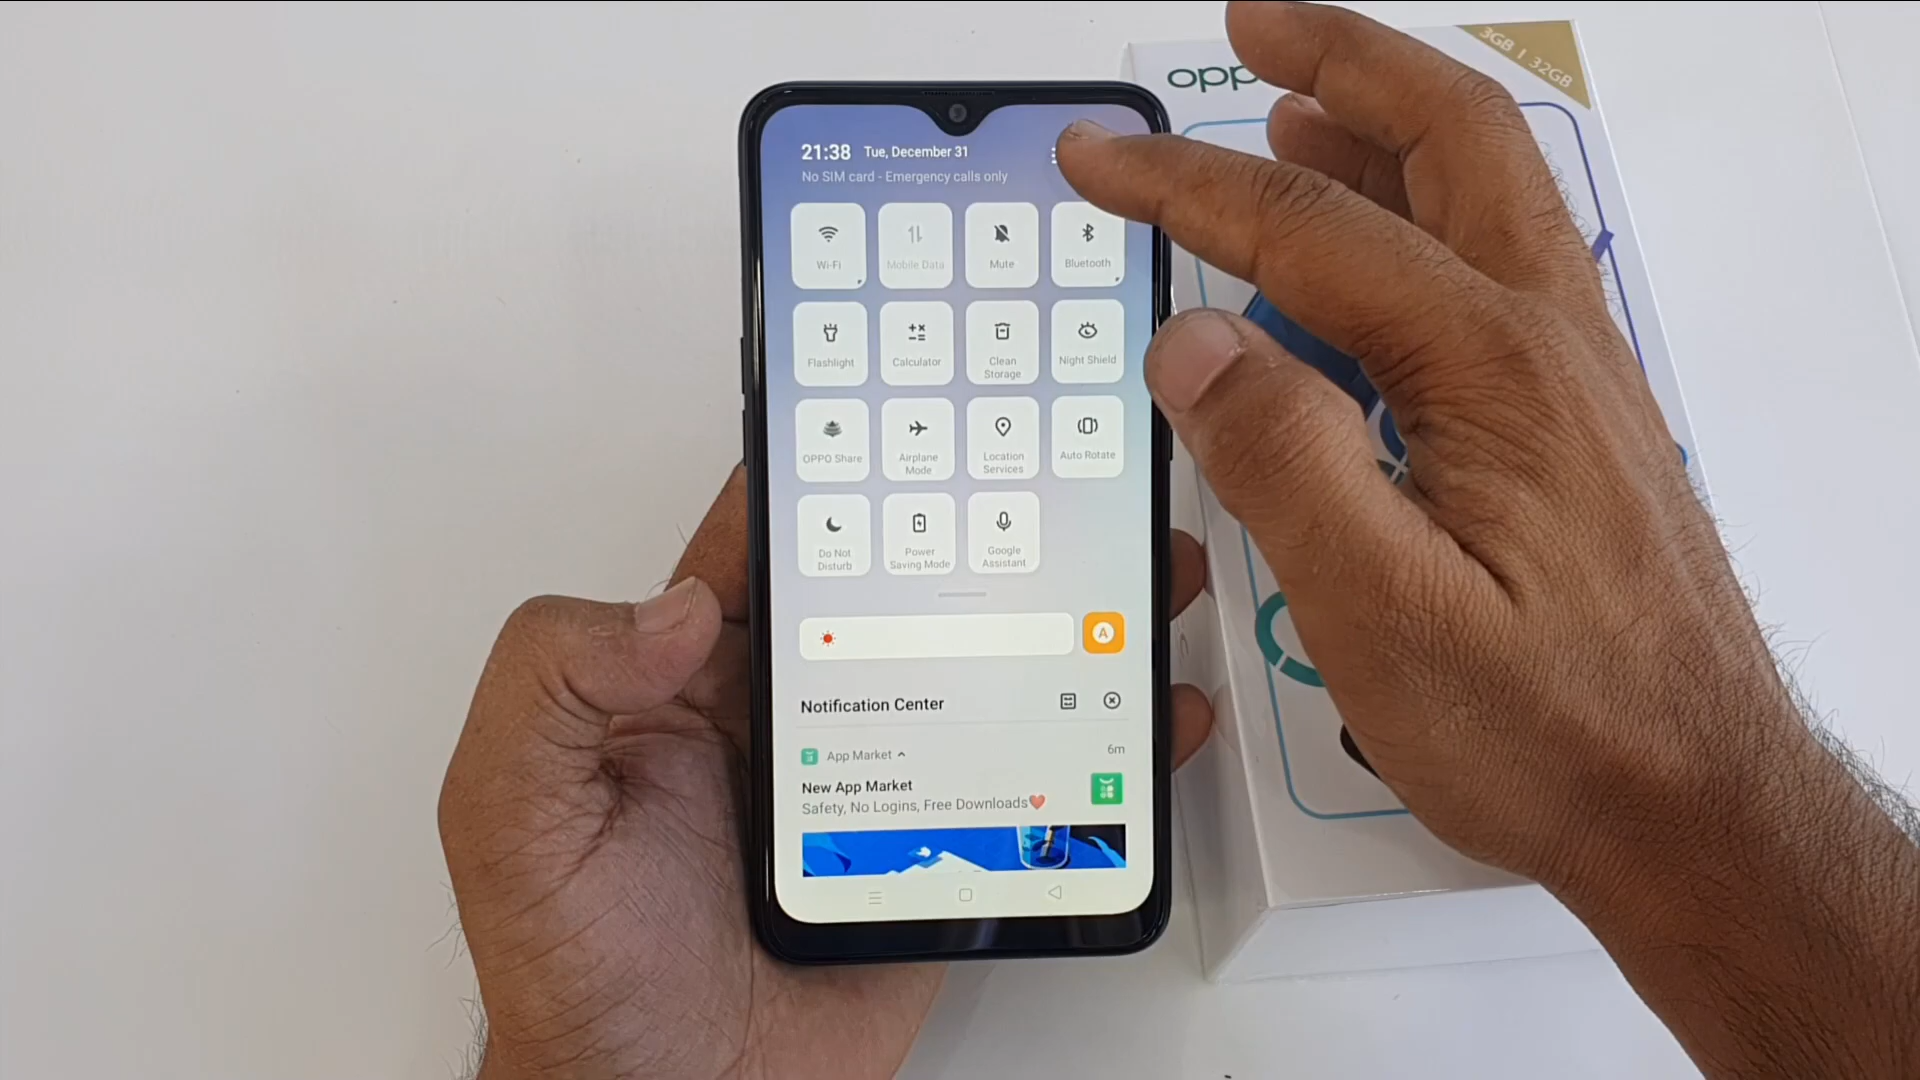 3GB | 32GB
21:38 Tue, December 31
No SIM card - Emergency calls only
Wi-Fi
Mobile Data
Mute
Bluetooth
Flashlight
Calculator
Clean
Storage
Night Shield
OPPO Share
Airplane
Mode
Location
Services
Auto Rotate
Do Not
Disturb
Power
Saving Mode
Google
Assistant
A
Notification Center
App Market
6m
New App Market
Safety, No Logins, Free Downloads❤️